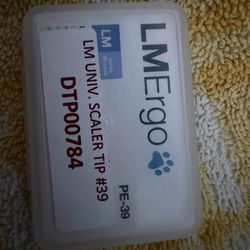 LMErgo
PE-39
LM
LM UNIV. SCALER TIP #39
DTP00784